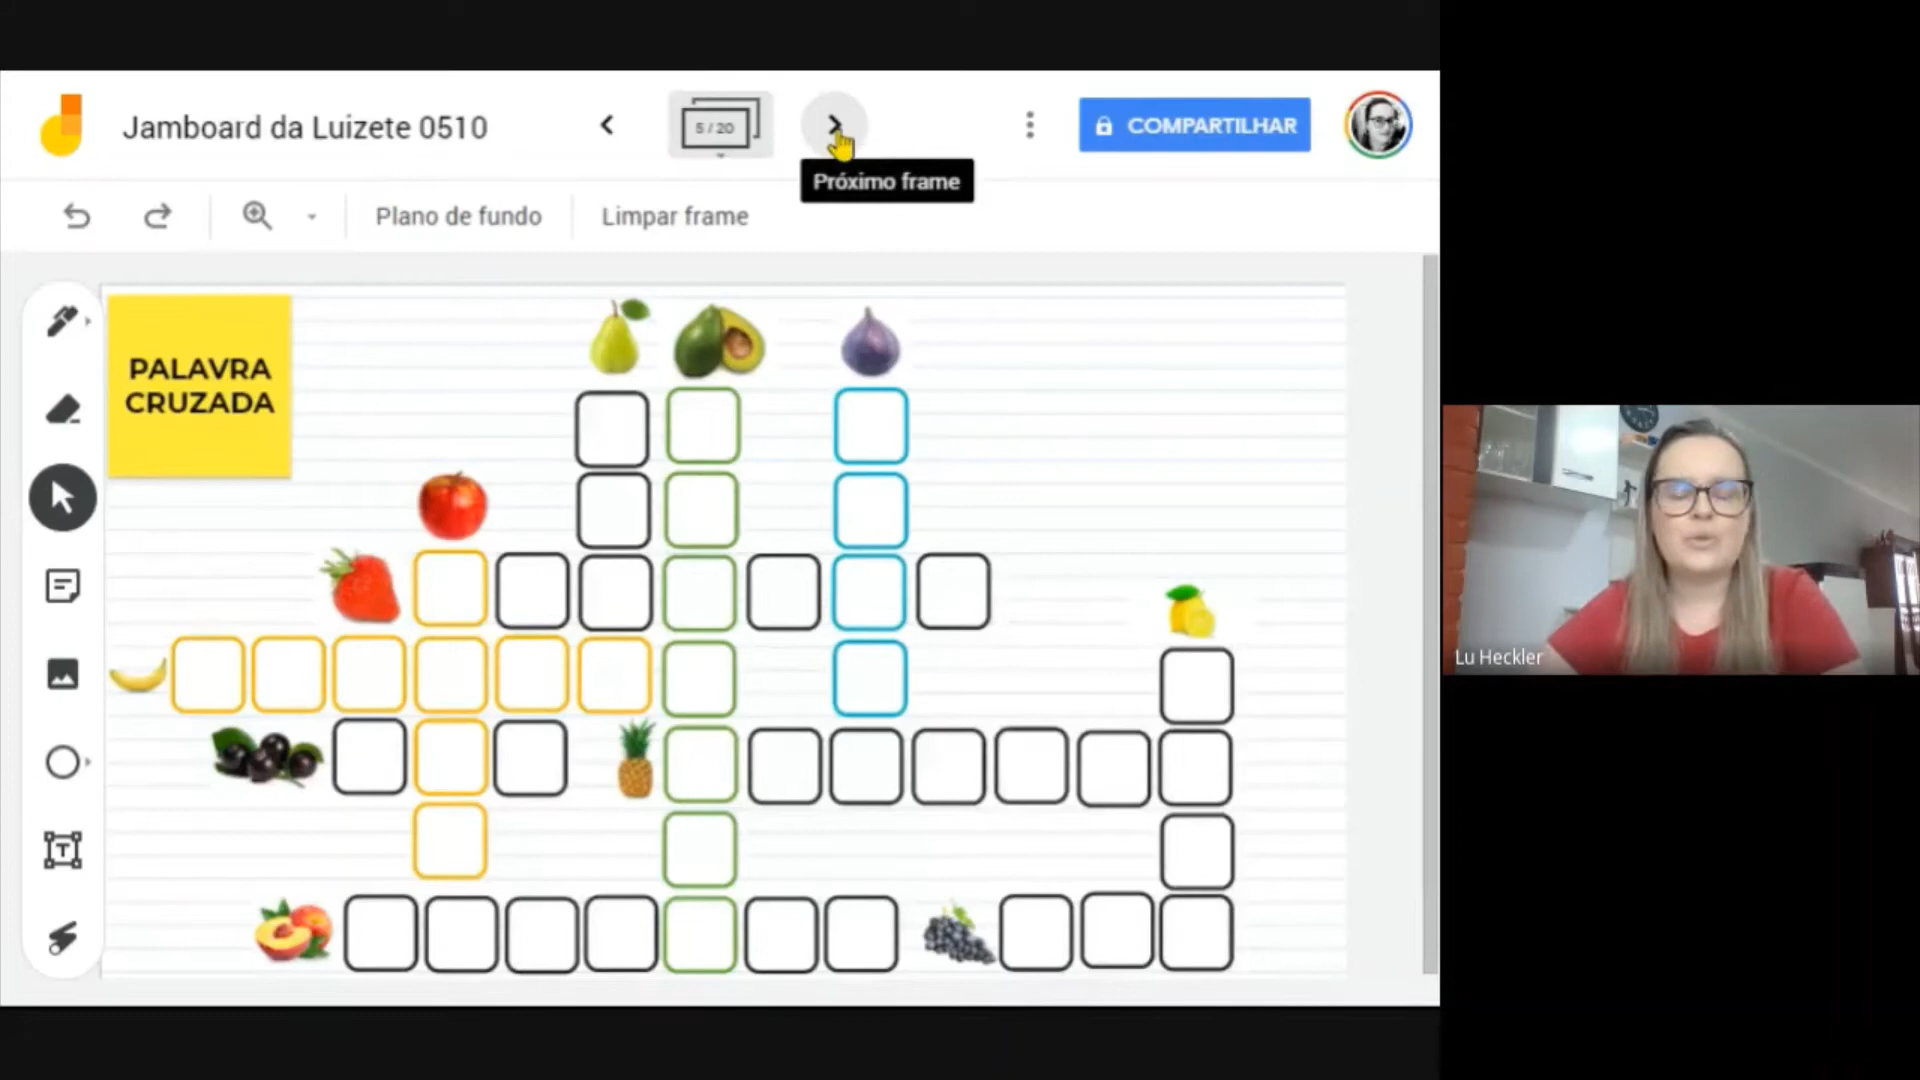 Jamboard da Luizete 0510
5 / 20
COMPARTILHAR
Próximo frame
Plano de fundo
Limpar frame
PALAVRA
CRUZADA
T
Lu Heckler